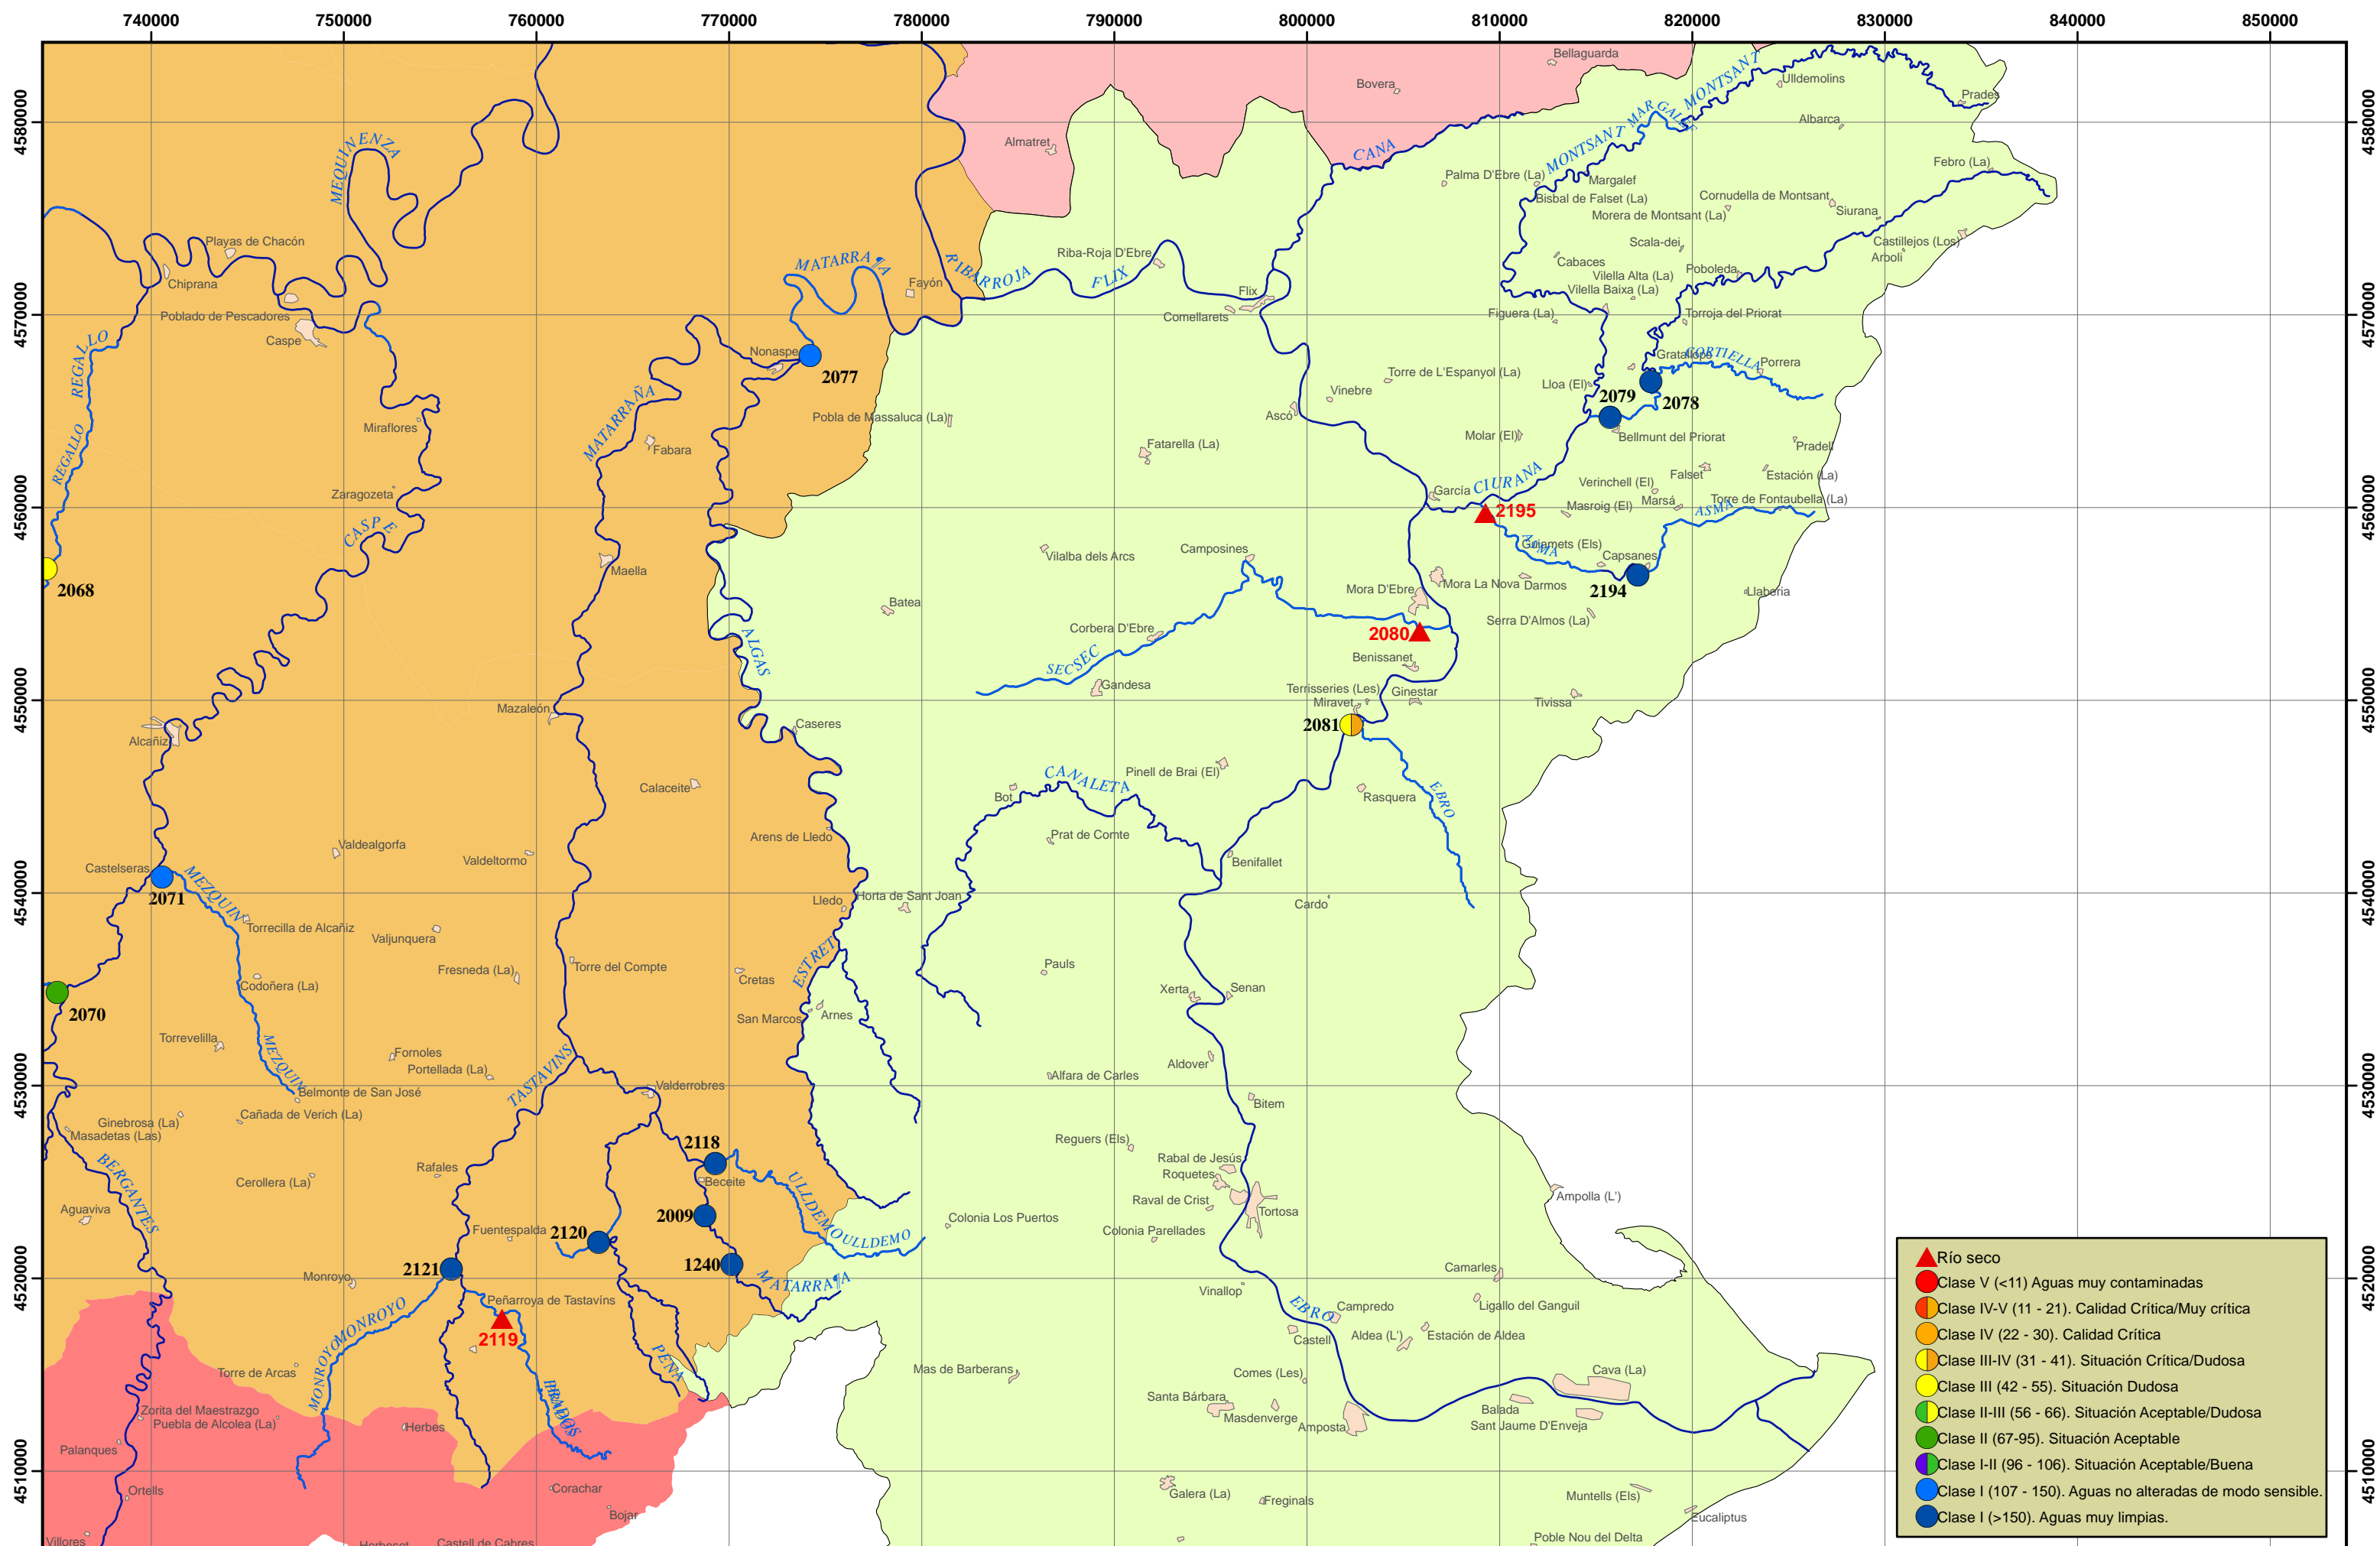 740000 750000 760000 770000 780000 790000 800000 810000 820000 830000 840000 850000
Bellaguarda
Bovera
MONTSANT
Ulldemolins
Prades
4580000
4580000
Albarca
MEQUINENZA
Almatret
CANA
MONTSANT
Febro (La)
Palma D'Ebre (La)
Margalef
Bisbal de Falset (La)
Cornudella de Montsant
Morera de Montsant (La)
Siurana
Playas de Chacón
Scala-dei
Castillejos (Los)
Arboli
Chiprana
MATARRA¶A
RIBARROJA
Riba-Roja D'Ebre
FLIX
Cabaces
Vilella Alta (La)
Poboleda
Vilella Baixa (La)
Fayón
Flix
4570000
4570000
Poblado de Pescadores
Comellarets
Figuera (La)
Torroja del Priorat
Caspe
REGALLO
Nonaspe
2077
Gratallops
CORTIELLA
Porrera
Torre de L'Espanyol (La)
Lloa (El)
Vinebre
2079
2078
MATARRAÑA
Pobla de Massaluca (La)
Ascó
Miraflores
REGALLO
Fabara
Fatarella (La)
Molar (El)
Bellmunt del Priorat
Pradell
Falset
Estación (La)
Zaragozeta
García
CIURANA
Verinchell (El)
Marsá
Torre de Fontaubella (La)
4560000
4560000
2195
Masroig (El)
ASMA
CASPE
Guiamets (Els)
ASMA
Capsanes
Vilalba dels Arcs
Camposines
Maella
2068
Mora La Nova
Darmos
Mora D'Ebre
2194
Llaberia
Batea
Serra D'Almos (La)
Corbera D'Ebre
2080
ALGAS
SECSEC
Benissanet
Gandesa
Terrisseries (Les)
Ginestar
Miravet
Tivissa
4550000
4550000
Mazaleón
Caseres
2081
Alcañiz
CANALETA
Pinell de Brai (El)
Calaceite
Bot
Rasquera
EBRO
Arens de Lledo
Prat de Comte
Valdealgorfa
Valdeltormo
Benifallet
Castelseras
MEZQUIN
2071
4540000
4540000
Lledo
Horta de Sant Joan
Cardo
Torrecilla de Alcañiz
Valjunquera
ESTRET
Fresneda (La)
Torre del Compte
Cretas
Pauls
Codoñera (La)
Xerta
Senan
2070
San Marcos
Arnes
Torrevelilla
MEZQUIN
Fornoles
Portellada (La)
TASTAVINS
Aldover
Alfara de Carles
4530000
4530000
Belmonte de San José
Valderrobres
Bitem
Ginebrosa (La)
Cañada de Verich (La)
Masadetas (Las)
2118
Reguers (Els)
BERGANTES
Rafales
Rabal de Jesús
Roquetes
Cerollera (La)
Beceite
ULLDEMO
Raval de Crist
Ampolla (L')
Aguaviva
2009
Colonia Los Puertos
Tortosa
Fuentespalda
2120
ULLDEMO
Colonia Parellades
2121
1240
4520000
4520000
Monroyo
MATARRA¶A
Camarles
Vinallop
Peñarroya de Tastavíns
MONROYO
2119
EBRO
Campredo
Ligallo del Ganguil
Castell
Aldea (L')
Estación de Aldea
PENA
Torre de Arcas
MONROYO
Mas de Barberans
Comes (Les)
Cava (La)
Santa Bárbara
Masdenverge
Balada
Zorita del Maestrazgo
Puebla de Alcolea (La)
Herbes
Amposta
Sant Jaume D'Enveja
Palanques
4510000
4510000
Ortells
Corachar
Galera (La)
Freginals
Muntells (Els)
Bojar
Eucaliptus
Villores
Herbeset
Castell de Cabres
Poble Nou del Delta
Río seco
Clase V (<11) Aguas muy contaminadas
Clase IV-V (11 - 21). Calidad Crítica/Muy crítica
Clase IV (22 - 30). Calidad Crítica
Clase III-IV (31 - 41). Situación Crítica/Dudosa
Clase III (42 - 55). Situación Dudosa
Clase II-III (56 - 66). Situación Aceptable/Dudosa
Clase II (67-95). Situación Aceptable
Clase I-II (96 - 106). Situación Aceptable/Buena
Clase I (107 - 150). Aguas no alteradas de modo sensible.
Clase I (>150). Aguas muy limpias.